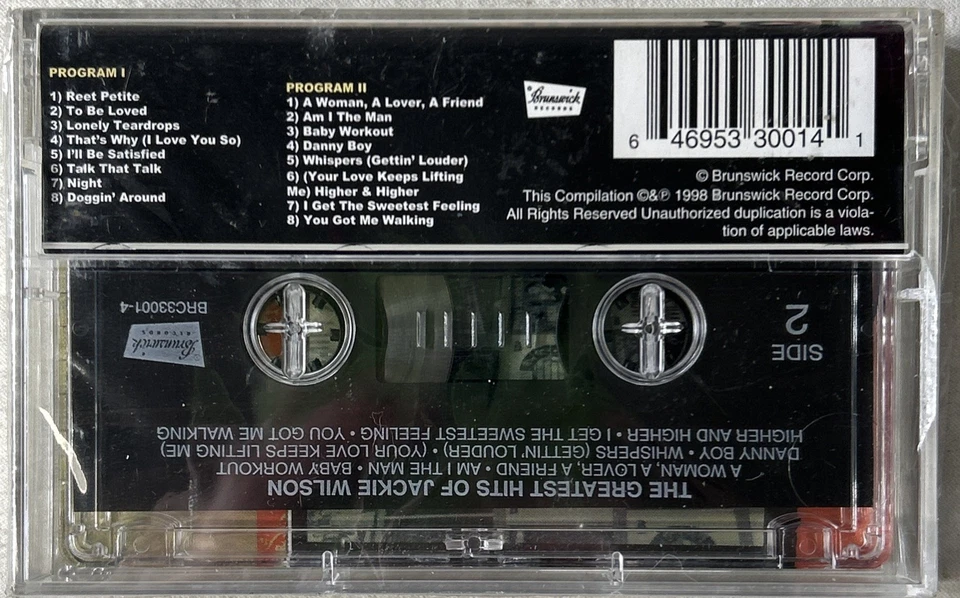 PROGRAM I
1) Reet Petite
2) To Be Loved
3) Lonely Teardrops
4) That's Why (I Love You So)
5) I'll Be Satisfied
6) Talk That Talk
7) Night
8) Doggin' Around
PROGRAM II
1) A Woman, A Lover, A Friend
2) Am I The Man
3) Baby Workout
4) Danny Boy
5) Whispers (Gettin' Louder)
6) (Your Love Keeps Lifting
Me) Higher & Higher
7) I Get The Sweetest Feeling
8) You Got Me Walking
Brunswick
RECORDS
6 46953 30014 1
© Brunswick Record Corp.
This Compilation ©&℗ 1998 Brunswick Record Corp.
All Rights Reserved Unauthorized duplication is a viola-
tion of applicable laws.
THE GREATEST HITS OF JACKIE WILSON
A WOMAN, A LOVER, A FRIEND • AM I THE MAN • BABY WORKOUT
DANNY BOY • WHISPERS (GETTIN' LOUDER) • (YOUR LOVE KEEPS LIFTING ME)
HIGHER AND HIGHER • I GET THE SWEETEST FEELING • YOU GOT ME WALKING
SIDE
2
Brunswick
RECORDS
BRC33001-4